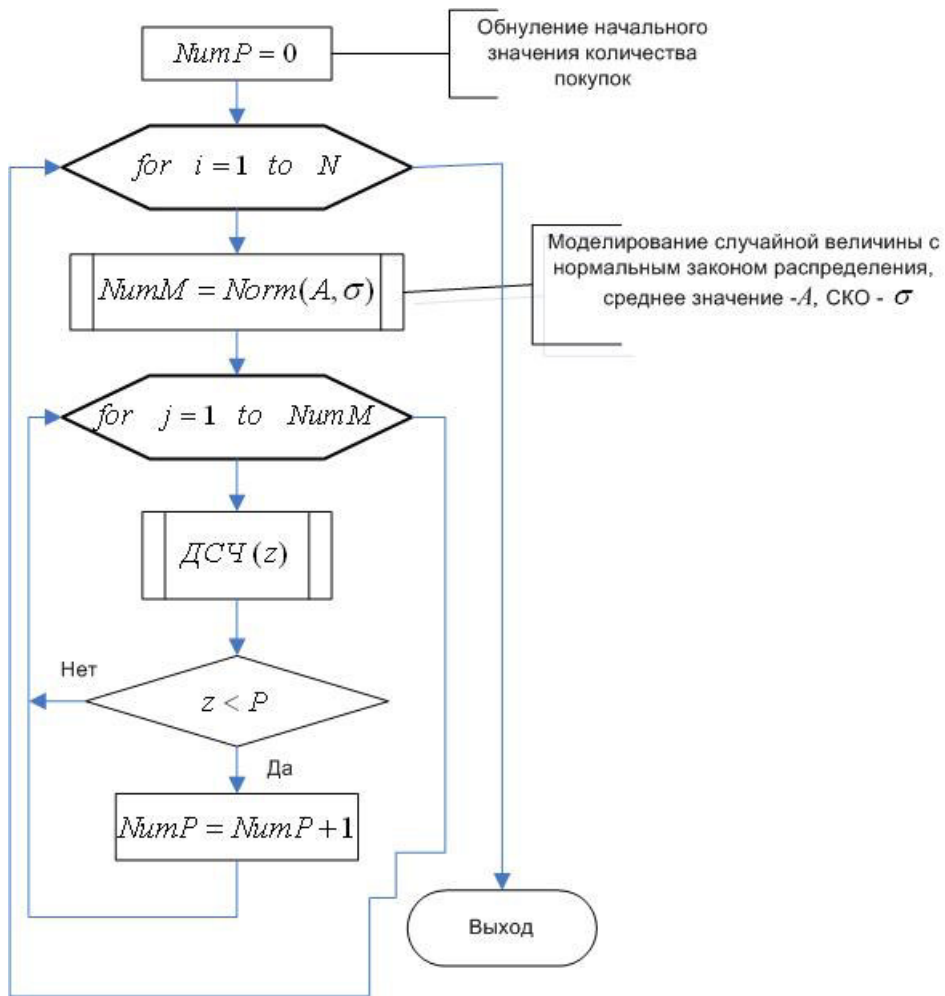 NumP = 0
Обнуление начального
значения количества
покупок
for i = 1 to N
NumM = Norm(A, σ)
Моделирование случайной величины с
нормальным законом распределения,
среднее значение -A, СКО - σ
for j = 1 to NumM
ДСЧ (z)
Нет
z < P
Да
NumP = NumP + 1
Выход